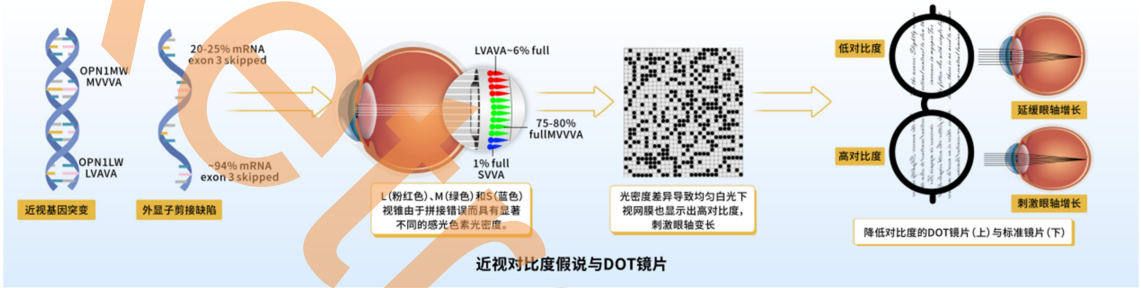 OPN1MW
MVVVA
OPN1LW
LVAVA
近视基因突变
20-25% mRNA
exon 3 skipped
~94% mRNA
exon 3 skipped
外显子剪接缺陷
LVAVA~6% full
75-80%
fullMVVVA
1% full
SVVA
L(粉红色)、M(绿色)和S(蓝色)
视锥由于拼接错误而具有显著
不同的感光色素光密度。
光密度差异导致均匀白光下
视网膜也显示出高对比度，
刺激眼轴变长
低对比度
延缓眼轴增长
高对比度
刺激眼轴增长
降低对比度的DOT镜片(上)与标准镜片(下)
近视对比度假说与DOT镜片